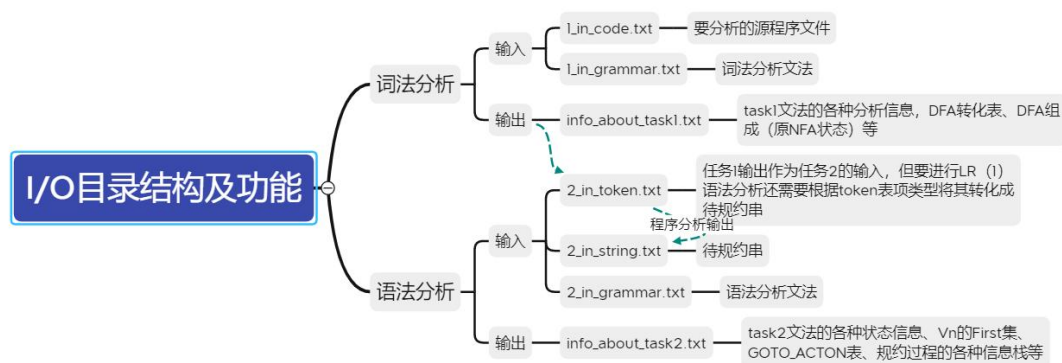 I/O目录结构及功能
词法分析
输入
1_in_code.txt
要分析的源程序文件
1_in_grammar.txt
词法分析文法
输出
info_about_task1.txt
task1文法的各种分析信息，DFA转化表、DFA组
成（原NFA状态）等
语法分析
输入
2_in_token.txt
任务1输出作为任务2的输入，但要进行LR（1）
语法分析还需要根据token表项类型将其转化成
待规约串
程序分析输出
2_in_string.txt
待规约串
2_in_grammar.txt
语法分析文法
输出
info_about_task2.txt
task2文法的各种状态信息、Vn的First集、
GOTO_ACTON表、规约过程的各种信息栈等